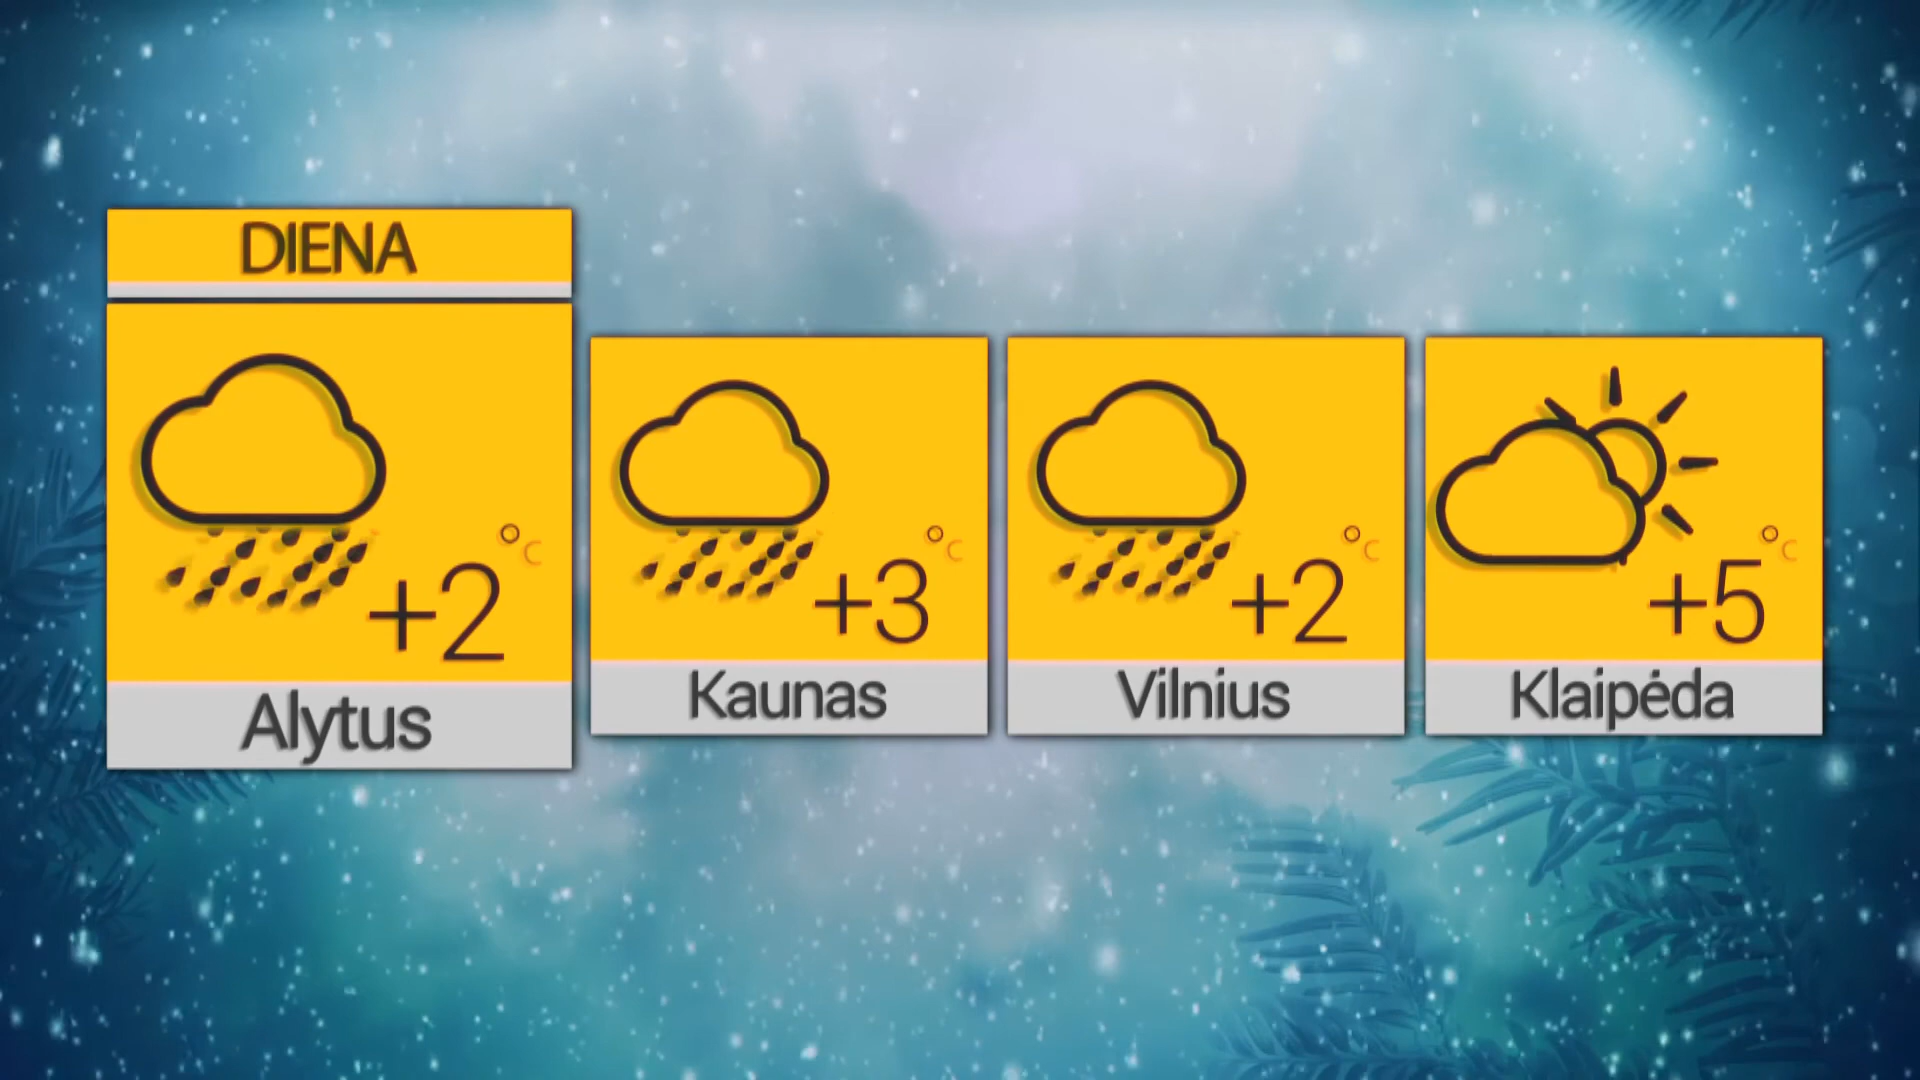 DIENA
+2 °C
Alytus
+3 °C
Kaunas
+2 °C
Vilnius
+5 °C
Klaipėda